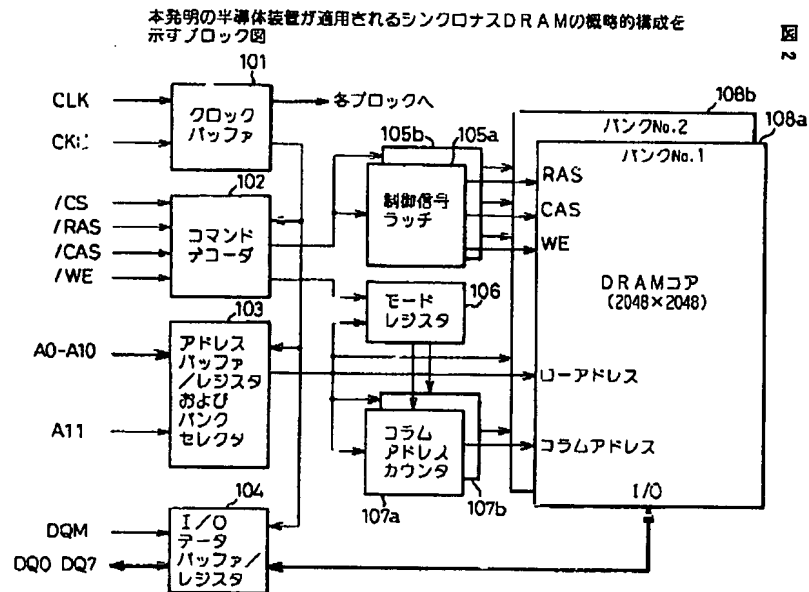 本発明の半導体装置が適用されるシンクロナスDRAMの概略的構成を
示すブロック図
図2
CLK
101
クロック
バッファ
各ブロックへ
/CS
/RAS
/CAS
/WE
102
コマンド
デコーダ
105b
105a
制御信号
ラッチ
モード
レジスタ
106
A0-A10
A11
103
アドレス
バッファ
/レジスタ
および
バンク
セレクタ
コラム
アドレス
カウンタ
107a
107b
DQM
DQ0 DQ7
104
I/O
データ
バッファ/
レジスタ
108b
108a
バンクNo.2
バンクNo.1
RAS
CAS
WE
DRAMコア
(2048×2048)
ローアドレス
コラムアドレス
I/O